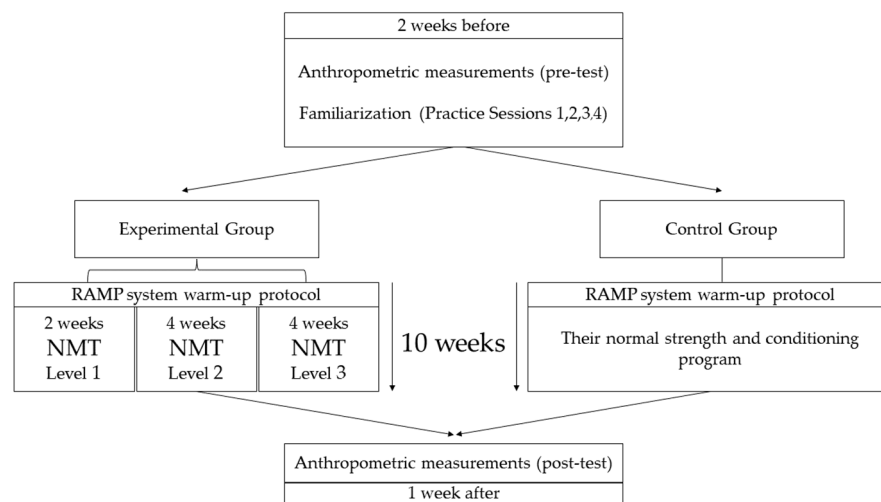 2 weeks before
Anthropometric measurements (pre-test)
Familiarization (Practice Sessions 1,2,3,4)
Experimental Group
Control Group
RAMP system warm-up protocol
2 weeks
NMT
Level 1
4 weeks
NMT
Level 2
4 weeks
NMT
Level 3
10 weeks
RAMP system warm-up protocol
Their normal strength and conditioning
program
Anthropometric measurements (post-test)
1 week after